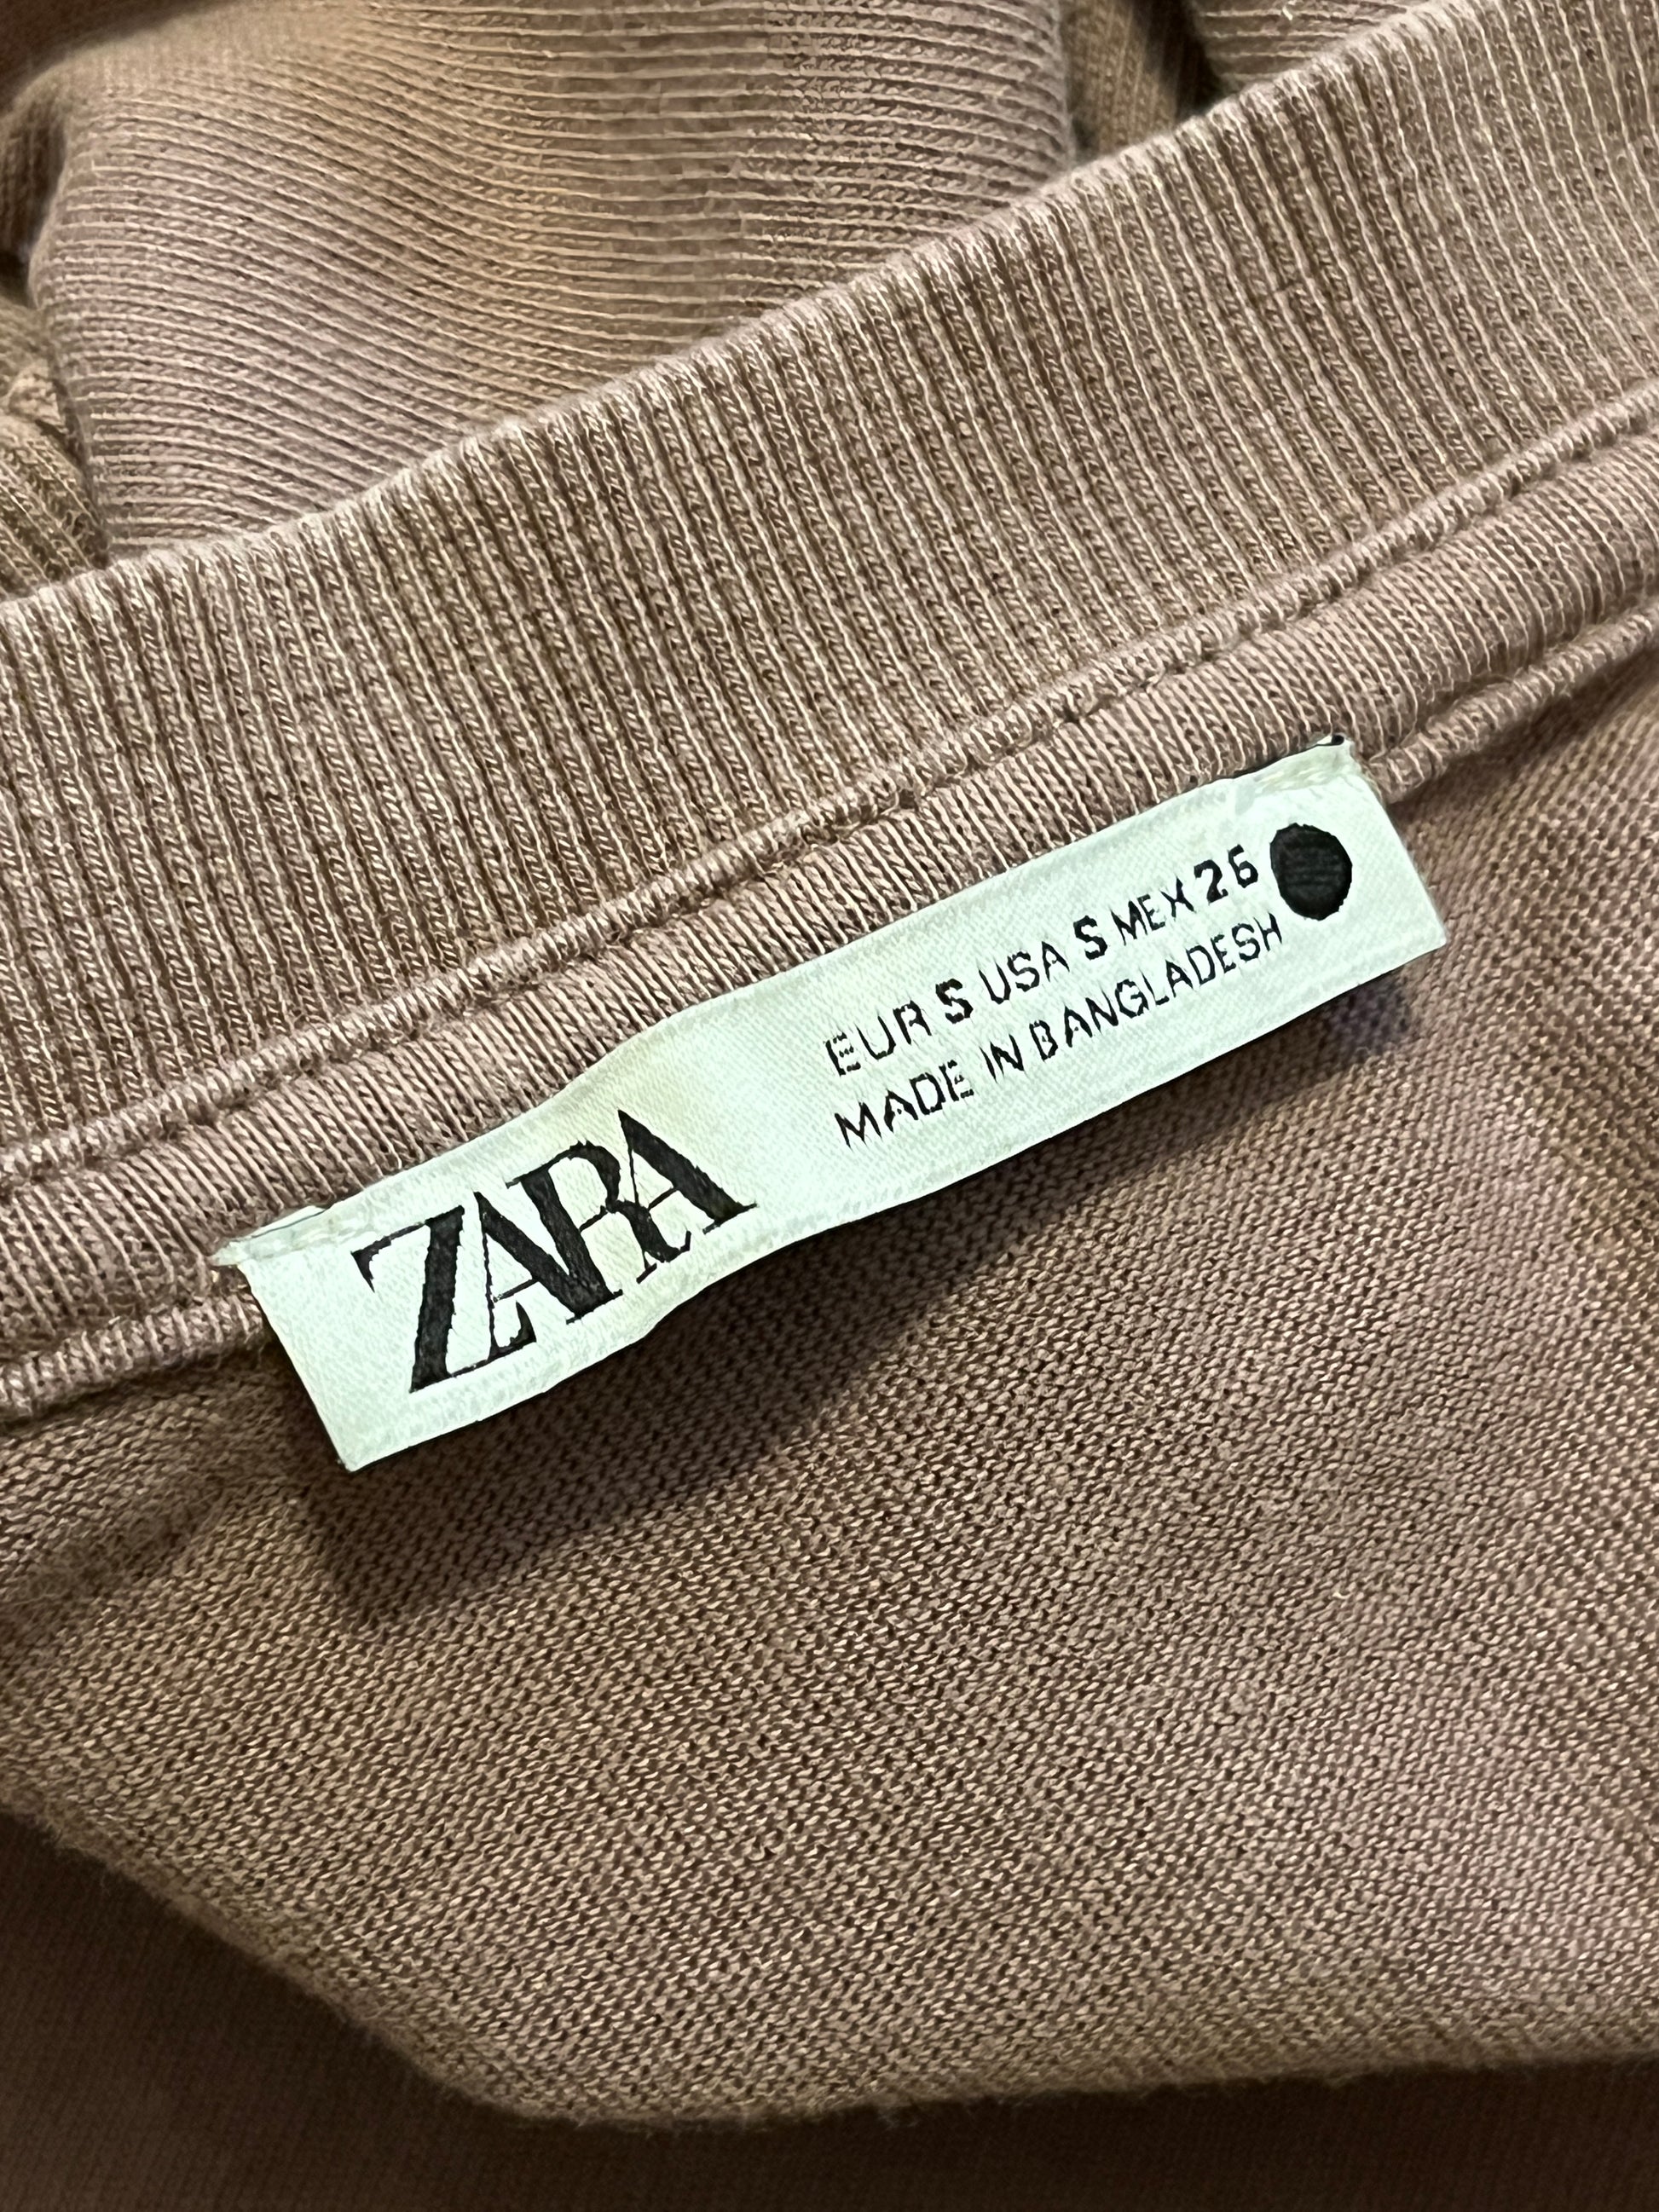 ZARA
EUR S USA S MEX 26
MADE IN BANGLADESH